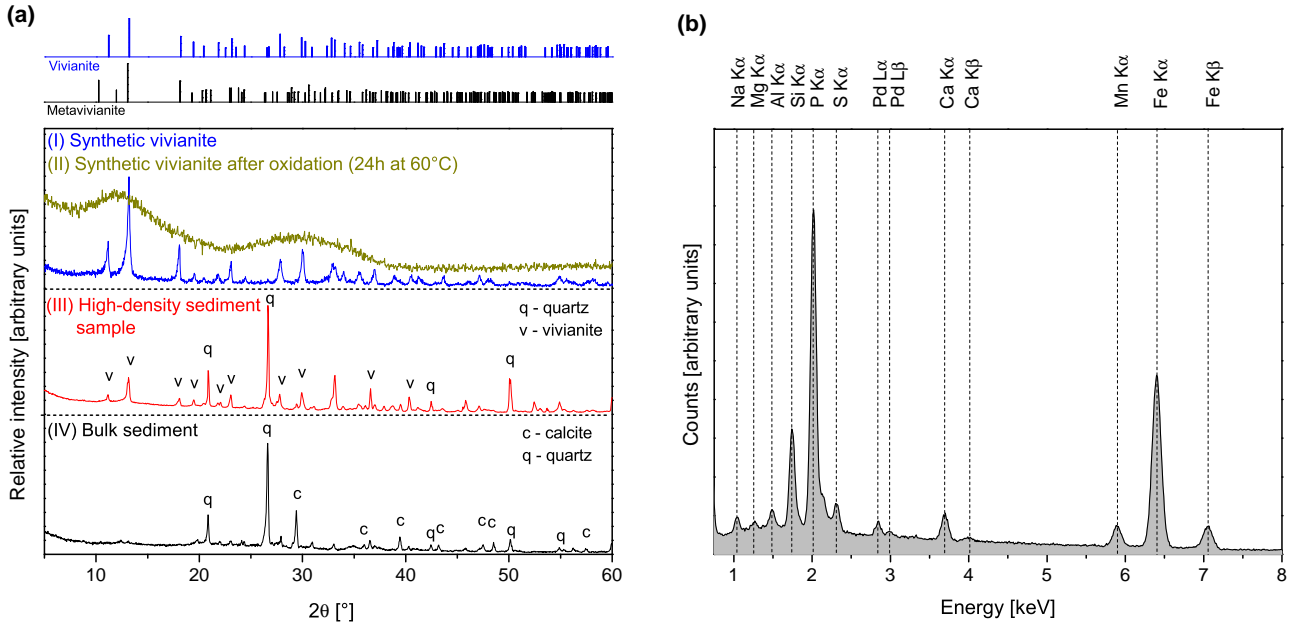 (a)
Vivianite
Metavivianite
(I) Synthetic vivianite
(II) Synthetic vivianite after oxidation (24h at 60°C)
(III) High-density sediment
sample
q - quartz
v - vivianite
q
v
v
v
v
q
v
v
v
v
v
q
q
(IV) Bulk sediment
c - calcite
q - quartz
q
q
c
c
c
q
c
c
c
q
q
c
Relative intensity [arbitrary units]
10
20
30
40
50
60
2θ [°]
(b)
Na Kα
Mg Kα
Al Kα
Si Kα
P Kα
S Kα
Pd Lα
Pd Lβ
Ca Kα
Ca Kβ
Mn Kα
Fe Kα
Fe Kβ
Counts [arbitrary units]
1
2
3
4
5
6
7
8
Energy [keV]